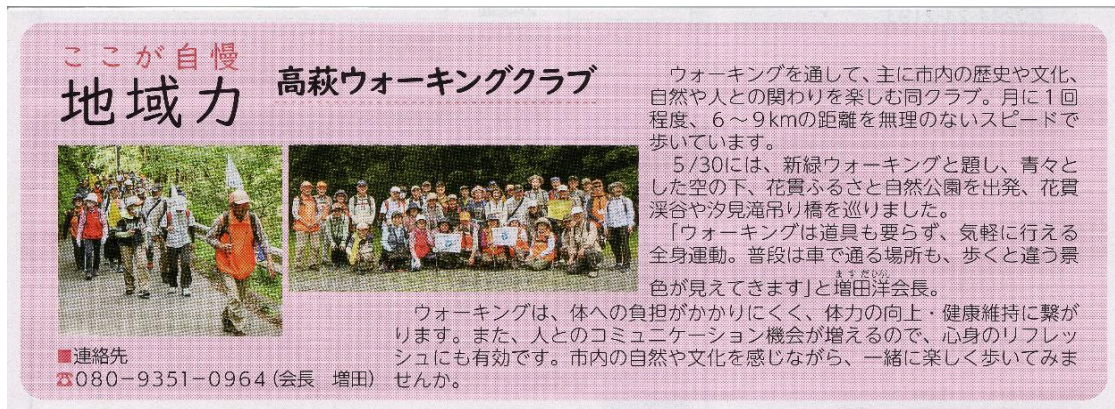 ここが自慢
地域力
高萩ウォーキングクラブ
　ウォーキングを通して、主に市内の歴史や文化、
自然や人との関わりを楽しむ同クラブ。月に１回
程度、６～９kmの距離を無理のないスピードで
歩いています。
　５/30には、新緑ウォーキングと題し、青々と
した空の下、花貫ふるさと自然公園を出発、花貫
渓谷や汐見滝吊り橋を巡りました。
　「ウォーキングは道具も要らず、気軽に行える
全身運動。普段は車で通る場所も、歩くと違う景
ますだひろし
色が見えてきます」と増田洋会長。
　ウォーキングは、体への負担がかかりにくく、体力の向上・健康維持に繋が
ります。また、人とのコミュニケーション機会が増えるので、心身のリフレッ
シュにも有効です。市内の自然や文化を感じながら、一緒に楽しく歩いてみま
せんか。
■連絡先
☎080－9351－0964（会長　増田）